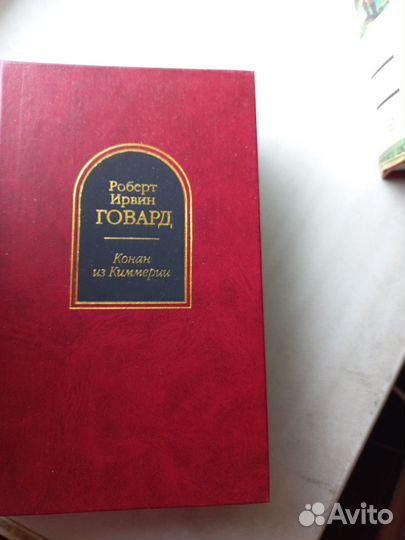 Роберт
Ирвин
ГОВАРД
Конан
из Киммерии
Avito